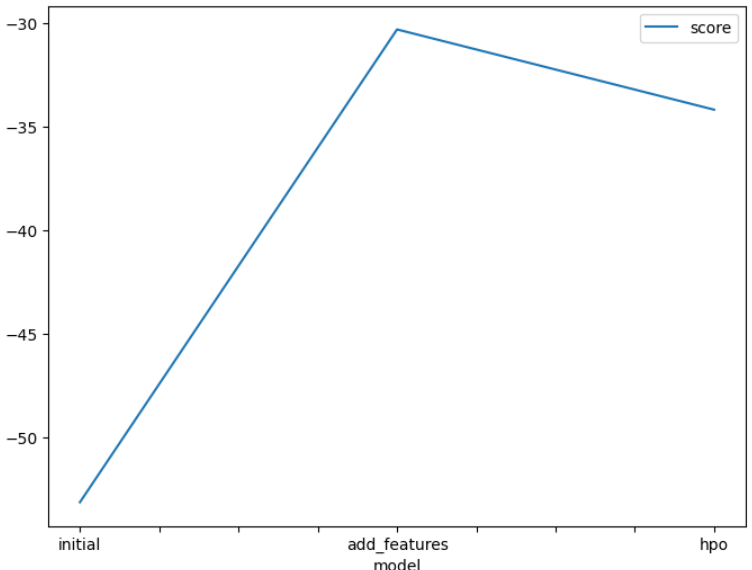 −30
score
−35
−40
−45
−50
initial
add_features
hpo
model